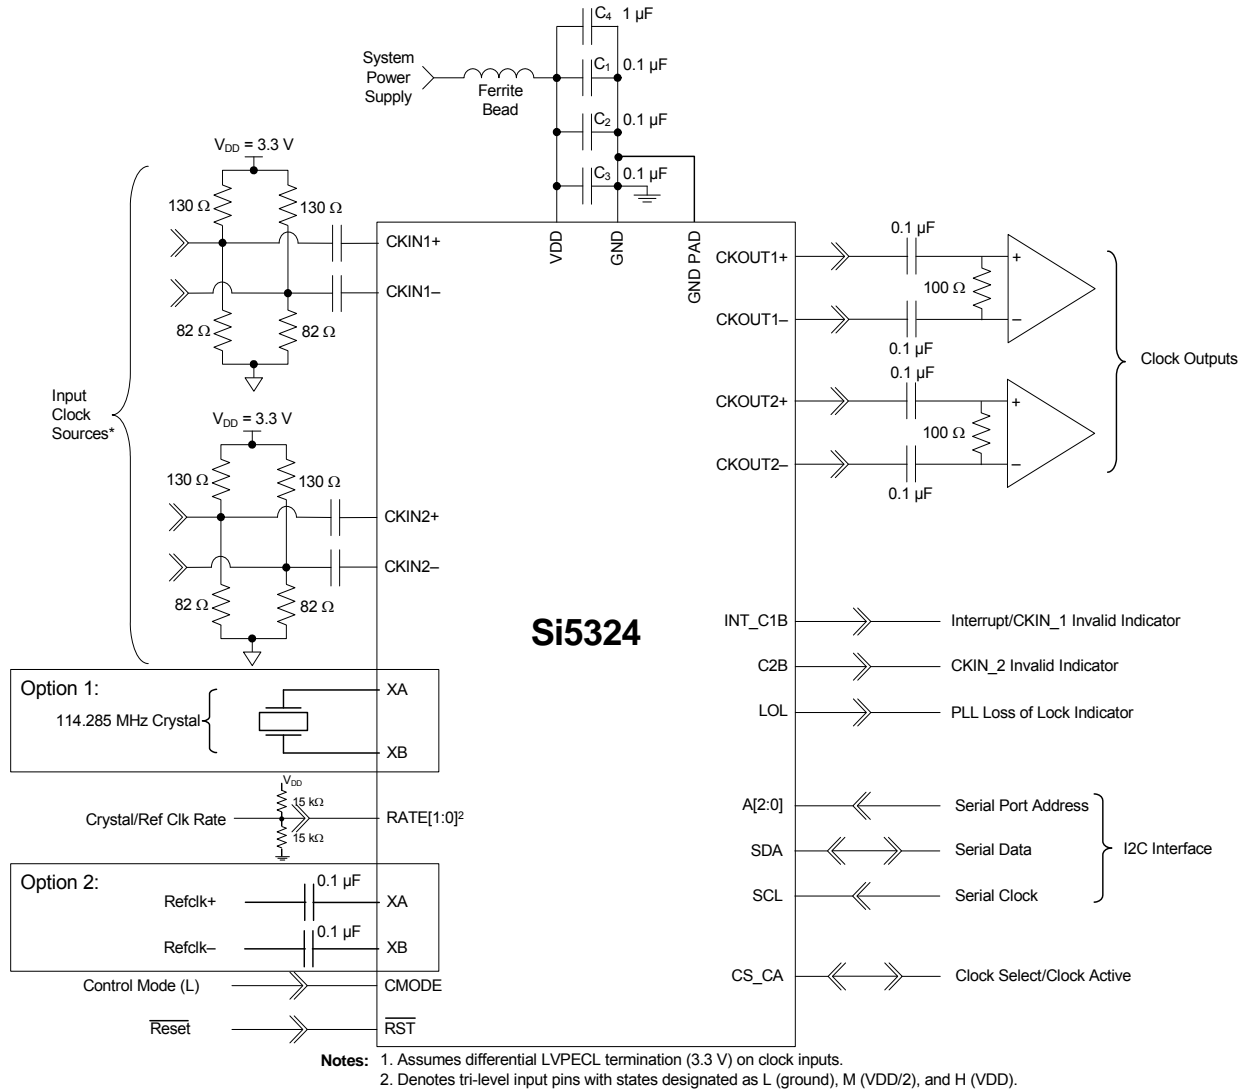 C4 1 µF
System
Power
Supply
Ferrite
Bead
C1 0.1 µF
C2 0.1 µF
C3 0.1 µF
VDD = 3.3 V
130 Ω
130 Ω
CKIN1+
CKIN1–
82 Ω
82 Ω
Input
Clock
Sources*
VDD = 3.3 V
130 Ω
130 Ω
CKIN2+
CKIN2–
82 Ω
82 Ω
VDD
GND
GND PAD
CKOUT1+
0.1 µF
100 Ω
+
–
CKOUT1–
0.1 µF
0.1 µF
CKOUT2+
100 Ω
+
–
CKOUT2–
0.1 µF
Clock Outputs
Si5324
INT_C1B
Interrupt/CKIN_1 Invalid Indicator
C2B
CKIN_2 Invalid Indicator
LOL
PLL Loss of Lock Indicator
Option 1:
114.285 MHz Crystal
XA
XB
VDD
15 kΩ
Crystal/Ref Clk Rate
RATE[1:0]2
15 kΩ
A[2:0]
Serial Port Address
SDA
Serial Data
SCL
Serial Clock
I2C Interface
Option 2:
Refclk+
0.1 µF
XA
Refclk–
0.1 µF
XB
CS_CA
Clock Select/Clock Active
Control Mode (L)
CMODE
Reset
RST
Notes: 1. Assumes differential LVPECL termination (3.3 V) on clock inputs.
2. Denotes tri-level input pins with states designated as L (ground), M (VDD/2), and H (VDD).